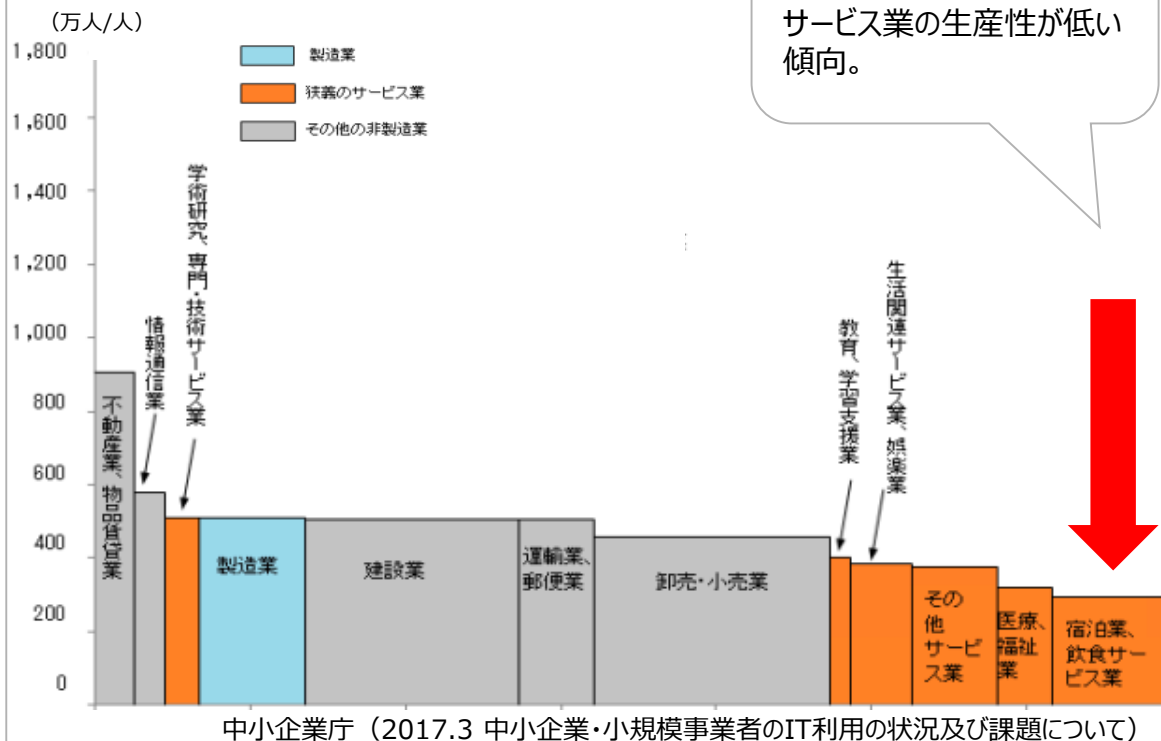 （万人/人）
サービス業の生産性が低い
傾向。
1,800
1,600
1,400
1,200
1,000
800
600
400
200
0
製造業
狭義のサービス業
その他の非製造業
不動産業、物品賃貸業
情報通信業
学術研究、専門・技術サービス業
製造業
建設業
運輸業、
郵便業
卸売・小売業
教育、学習支援業
生活関連サービス業、娯楽業
その
他
サービ
ス業
医療、
福祉
業
宿泊業、
飲食サー
ビス業
中小企業庁（2017.3 中小企業・小規模事業者のIT利用の状況及び課題について）